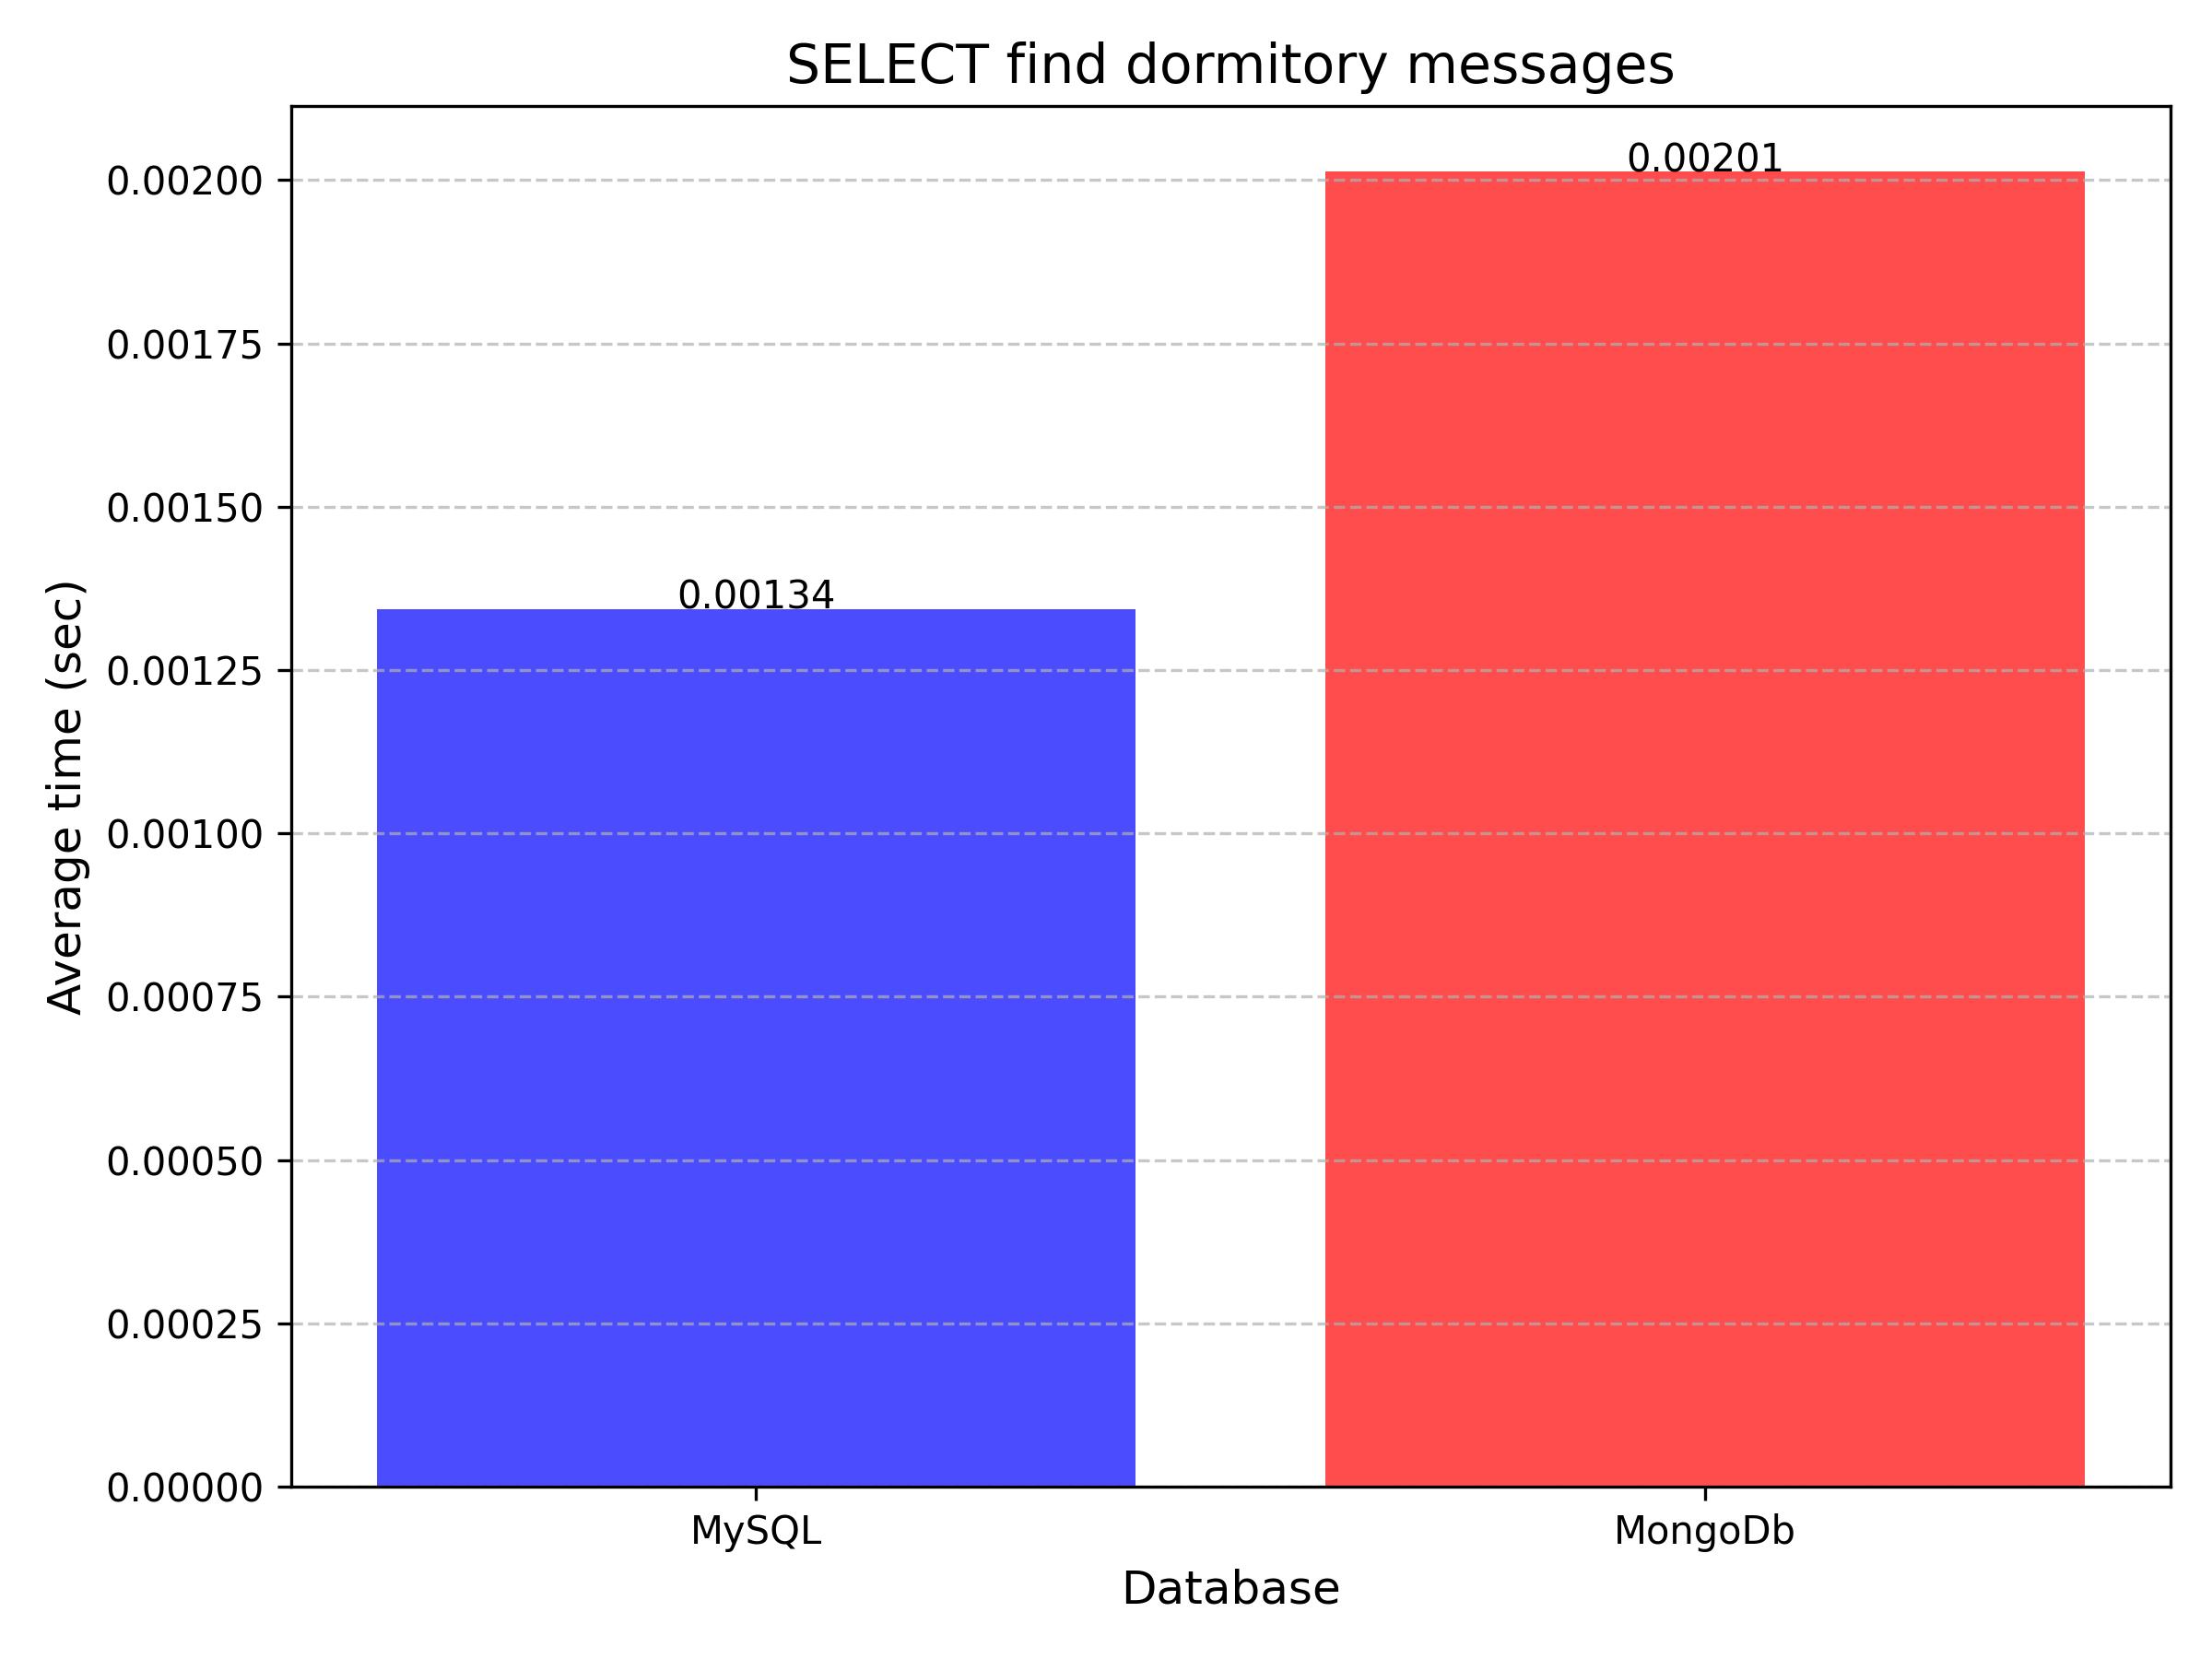 SELECT find dormitory messages
0.00201
0.00200
0.00175
0.00150
0.00134
0.00125
0.00100
0.00075
0.00050
0.00025
0.00000
Average time (sec)
MySQL
MongoDb
Database